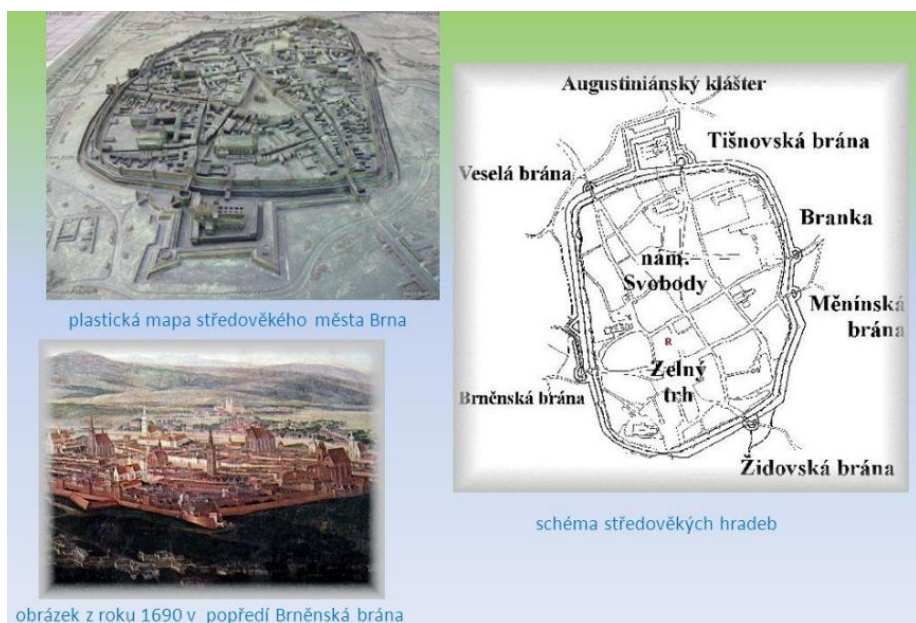 plastická mapa středověkého města Brna
obrázek z roku 1690 v popředí Brněnská brána
Augustiniánský klášter
Tišnovská brána
Veselá brána
Branka
nám.
Svobody
Měnínská
brána
R
Zelný
trh
Brněnská brána
Židovská brána
schéma středověkých hradeb